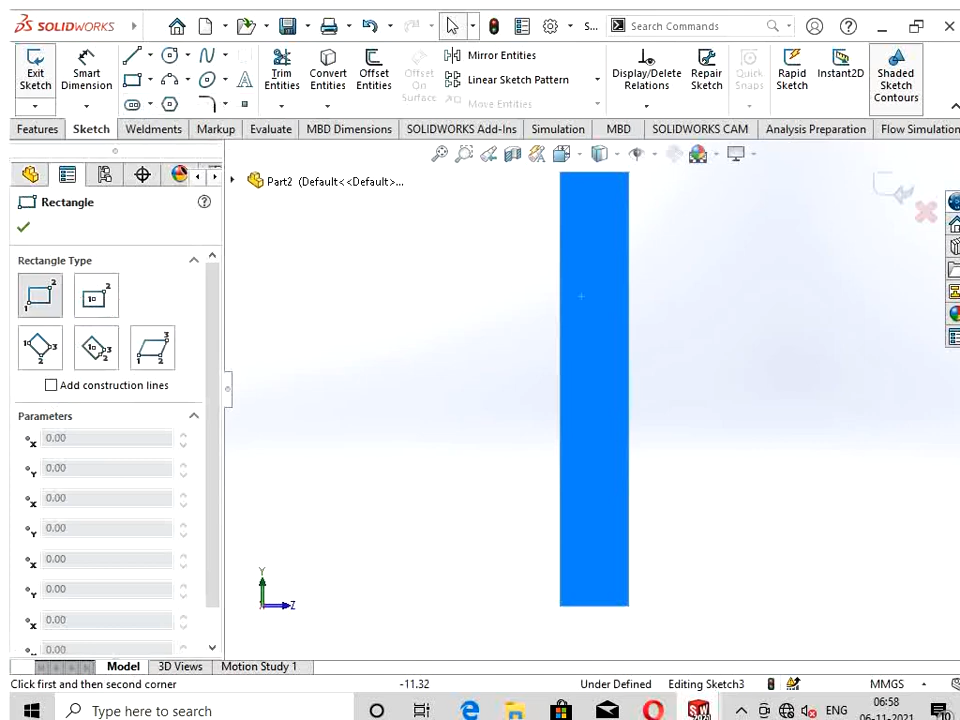 SOLIDWORKS
S...
Search Commands
Exit Sketch
Smart Dimension
Trim Entities
Convert Entities
Offset Entities
Offset On Surface
Mirror Entities
Linear Sketch Pattern
Move Entities
Display/Delete Relations
Repair Sketch
Quick Snaps
Rapid Sketch
Instant2D
Shaded Sketch Contours
Features Sketch Weldments Markup Evaluate MBD Dimensions SOLIDWORKS Add-Ins Simulation MBD SOLIDWORKS CAM Analysis Preparation Flow Simulation
Part2 (Default<<Default>...
Rectangle
Rectangle Type
Add construction lines
Parameters
X 0.00
Y 0.00
X 0.00
Y 0.00
X 0.00
Y 0.00
X 0.00
0.00
Y
Z
Model 3D Views Motion Study 1
Click first and then second corner -11.32 Under Defined Editing Sketch3 MMGS
Type here to search
ENG
06:58
06-11-2021